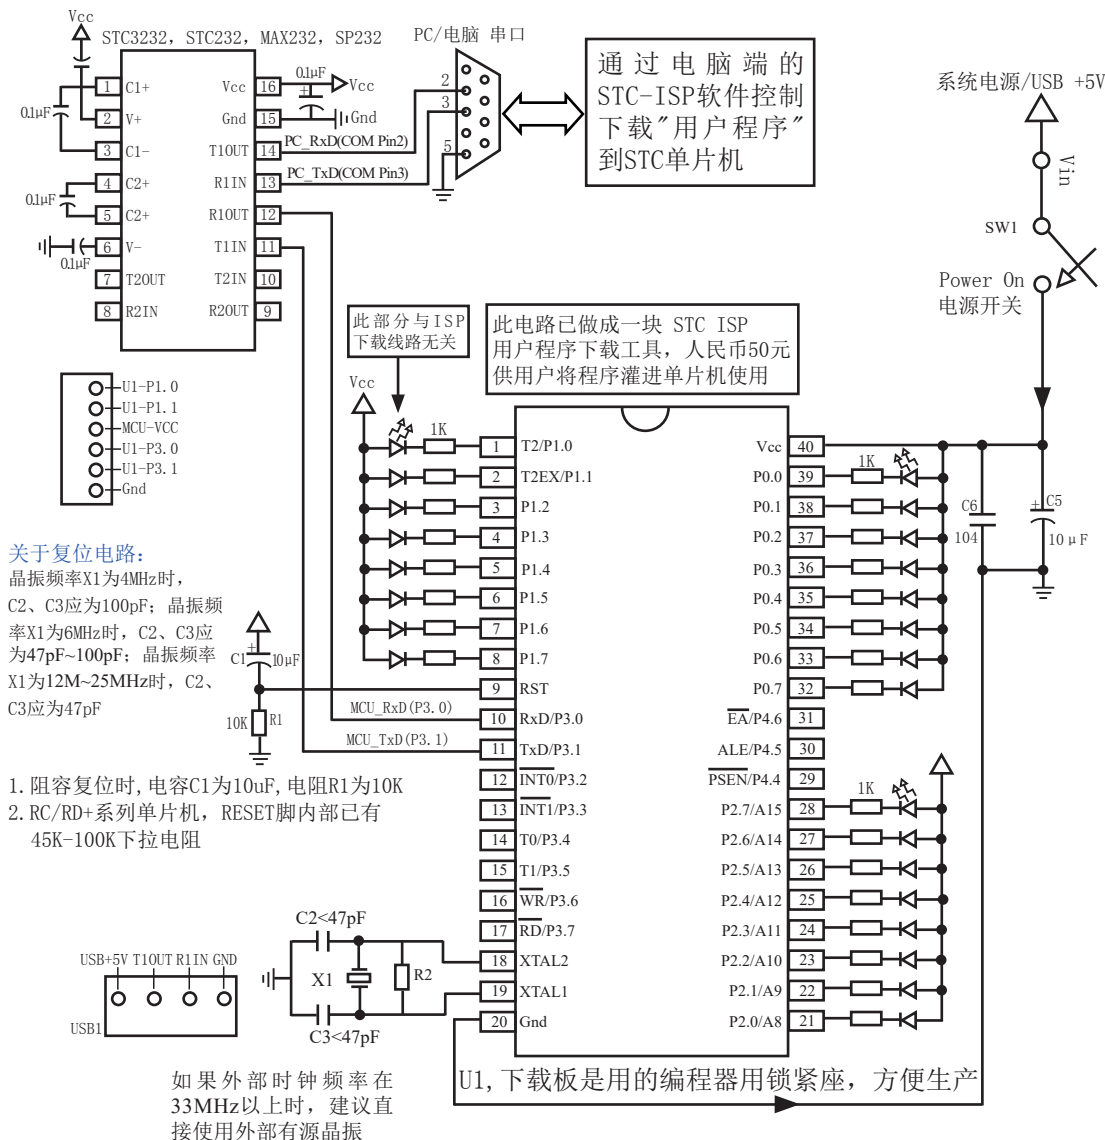 Vcc
STC3232, STC232, MAX232, SP232
PC/电脑 串口
1 C1+ Vcc 16
2 V+ Gnd 15
3 C1- T1OUT 14
4 C2+ R1IN 13
5 C2+ R1OUT 12
6 V- T1IN 11
7 T2OUT T2IN 10
8 R2IN R2OUT 9
0.1μF
0.1μF
0.1μF
0.1μF
+
Vcc
Gnd
PC_RxD(COM Pin2)
PC_TxD(COM Pin3)
2
3
5
通过电脑端的
STC-ISP软件控制
下载"用户程序"
到STC单片机
系统电源/USB +5V
Vin
SW1
Power On
电源开关
此部分与ISP
下载线路无关
此电路已做成一块 STC ISP
用户程序下载工具，人民币50元
供用户将程序灌进单片机使用
U1-P1.0
U1-P1.1
MCU-VCC
U1-P3.0
U1-P3.1
Gnd
Vcc
1K
1K
1 T2/P1.0 Vcc 40
2 T2EX/P1.1 P0.0 39
3 P1.2 P0.1 38
4 P1.3 P0.2 37
5 P1.4 P0.3 36
6 P1.5 P0.4 35
7 P1.6 P0.5 34
8 P1.7 P0.6 33
9 RST P0.7 32
10 RxD/P3.0 EA/P4.6 31
11 TxD/P3.1 ALE/P4.5 30
12 INT0/P3.2 PSEN/P4.4 29
13 INT1/P3.3 P2.7/A15 28
14 T0/P3.4 P2.6/A14 27
15 T1/P3.5 P2.5/A13 26
16 WR/P3.6 P2.4/A12 25
17 RD/P3.7 P2.3/A11 24
18 XTAL2 P2.2/A10 23
19 XTAL1 P2.1/A9 22
20 Gnd P2.0/A8 21
1K
C6
104
+ C5
10μF
关于复位电路:
晶振频率X1为4MHz时，
C2、C3应为100pF；晶振频
率X1为6MHz时，C2、C3应
为47pF~100pF；晶振频率
X1为12M~25MHz时，C2、
C3应为47pF
+
C1
10μF
10K
R1
MCU_RxD(P3.0)
MCU_TxD(P3.1)
1.阻容复位时,电容C1为10uF,电阻R1为10K
2.RC/RD+系列单片机，RESET脚内部已有
45K-100K下拉电阻
C2<47pF
X1
R2
C3<47pF
USB+5V T1OUT R1IN GND
USB1
U1,下载板是用的编程器用锁紧座，方便生产
如果外部时钟频率在
33MHz以上时，建议直
接使用外部有源晶振